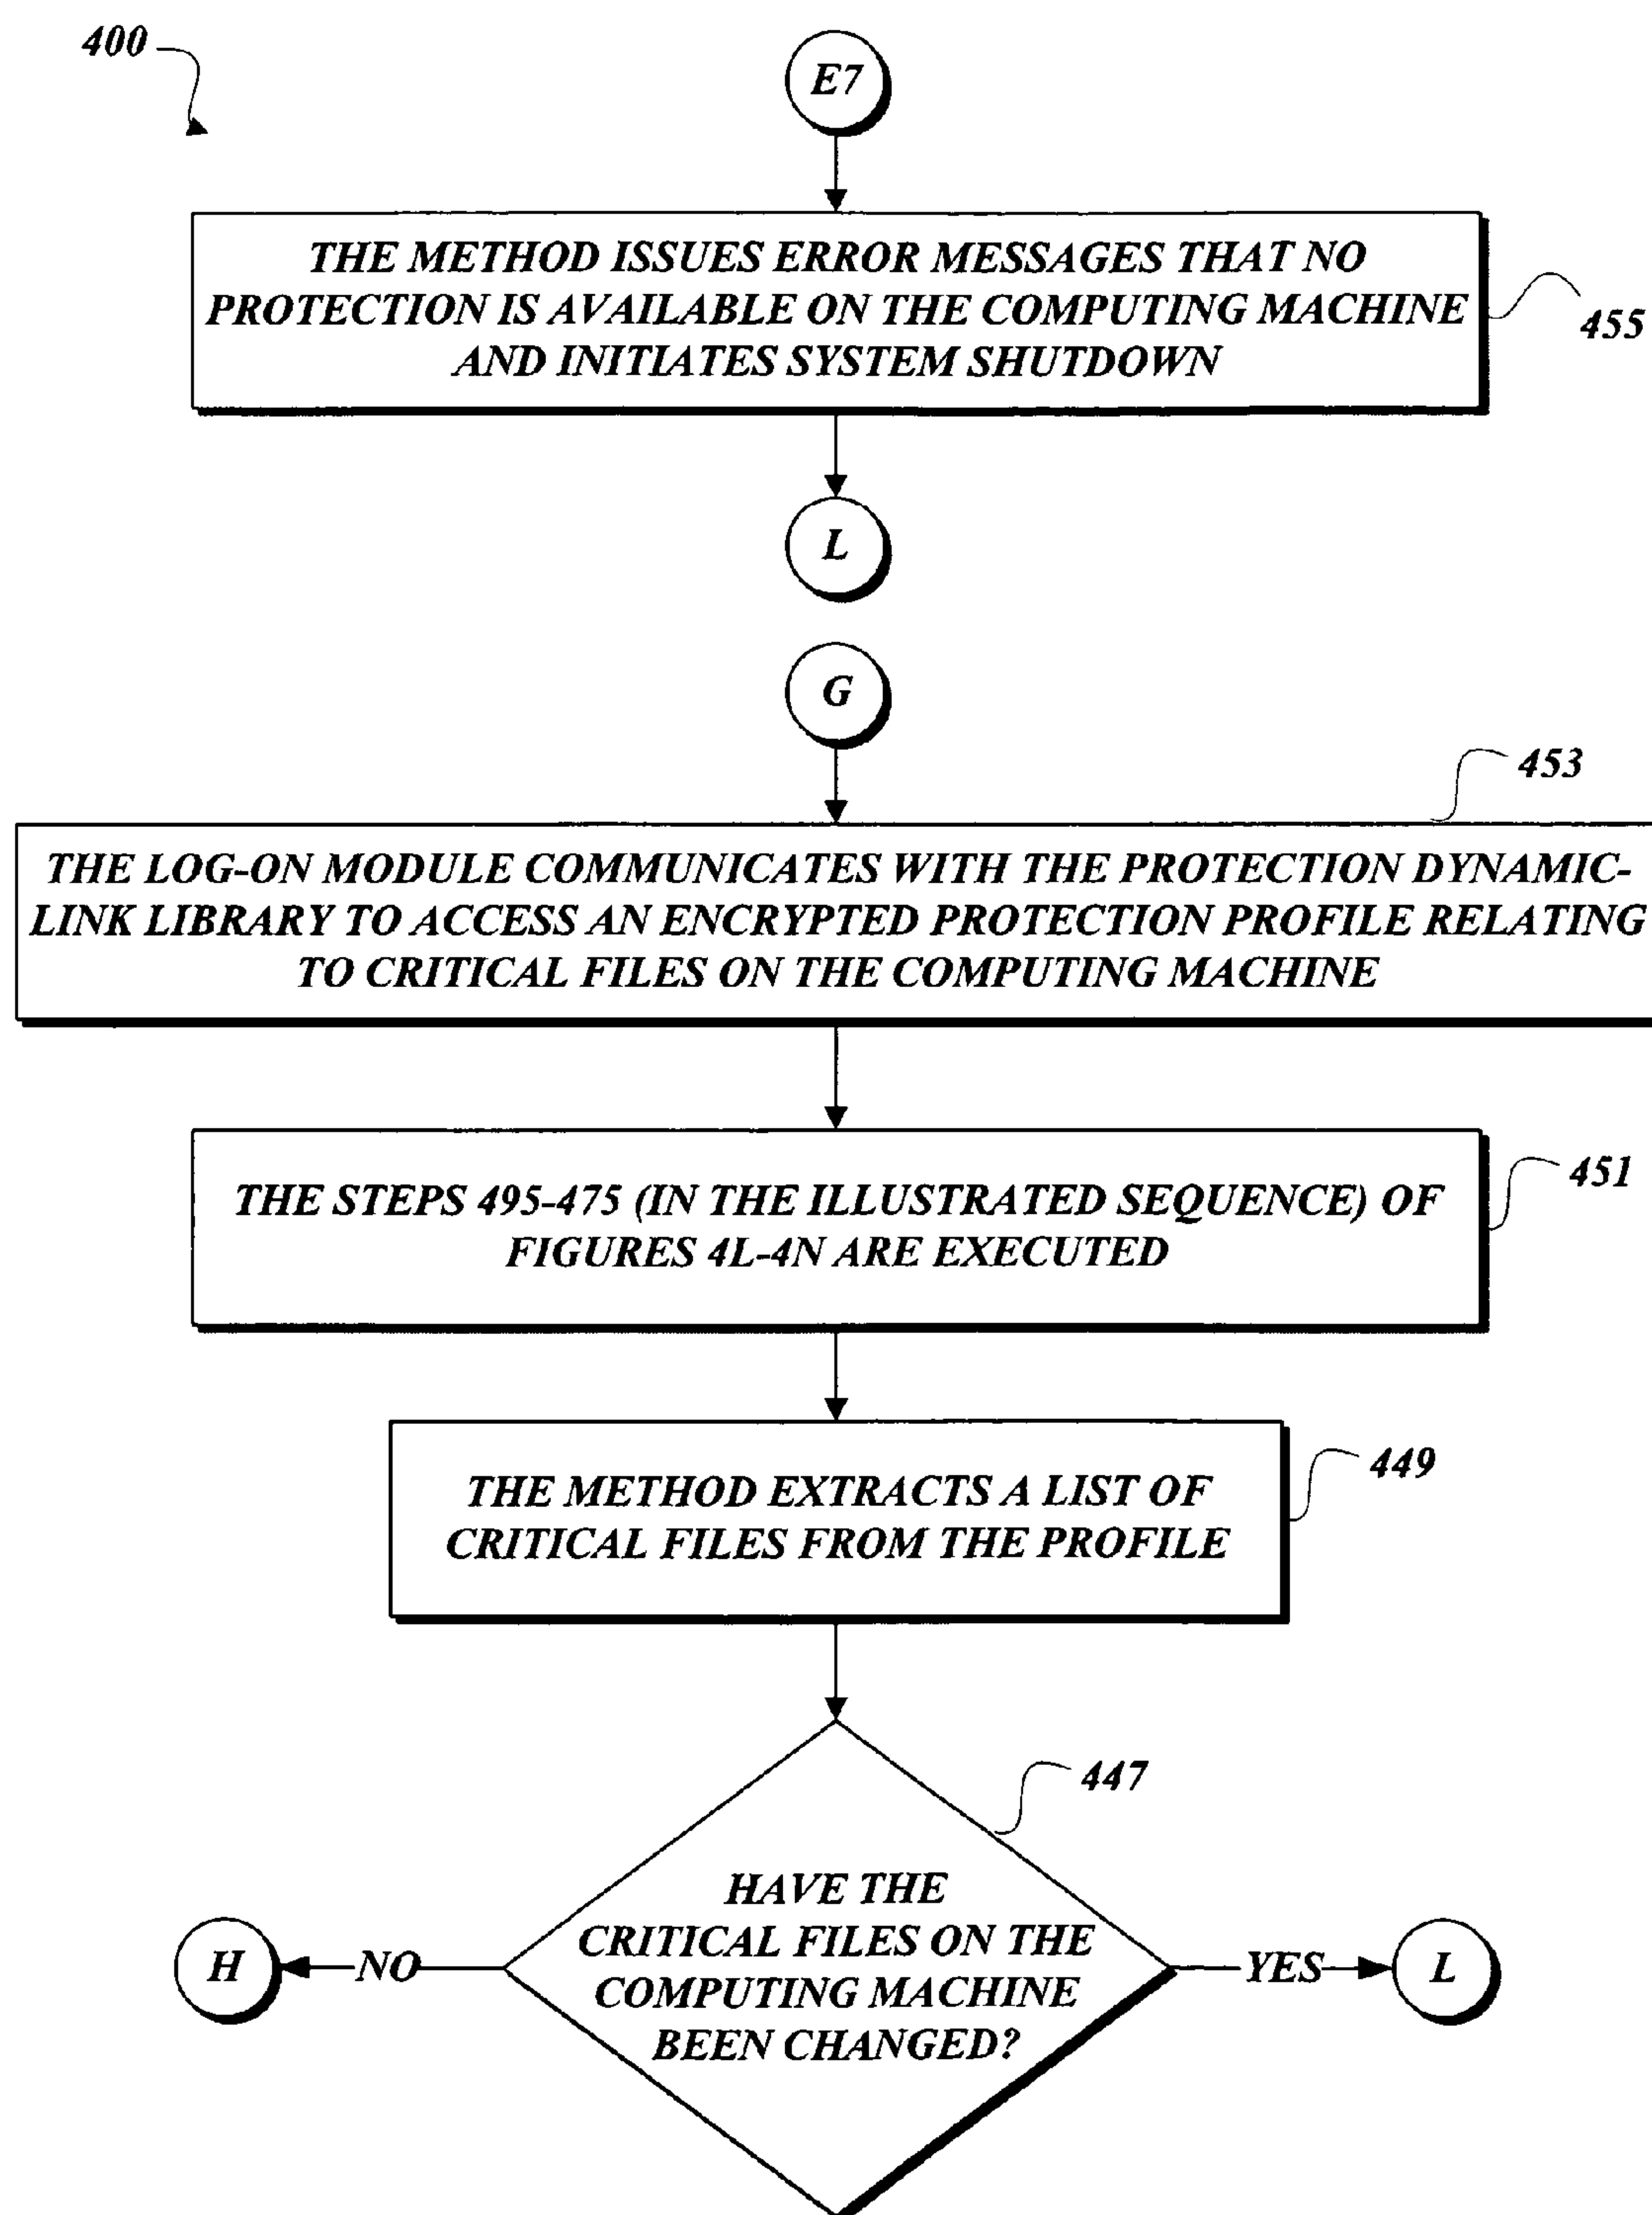 400
E7
THE METHOD ISSUES ERROR MESSAGES THAT NO
PROTECTION IS AVAILABLE ON THE COMPUTING MACHINE
AND INITIATES SYSTEM SHUTDOWN
455
L
G
453
THE LOG-ON MODULE COMMUNICATES WITH THE PROTECTION DYNAMIC-
LINK LIBRARY TO ACCESS AN ENCRYPTED PROTECTION PROFILE RELATING
TO CRITICAL FILES ON THE COMPUTING MACHINE
451
THE STEPS 495-475 (IN THE ILLUSTRATED SEQUENCE) OF
FIGURES 4L-4N ARE EXECUTED
449
THE METHOD EXTRACTS A LIST OF
CRITICAL FILES FROM THE PROFILE
447
HAVE THE
CRITICAL FILES ON THE
COMPUTING MACHINE
BEEN CHANGED?
H
NO
YES
L